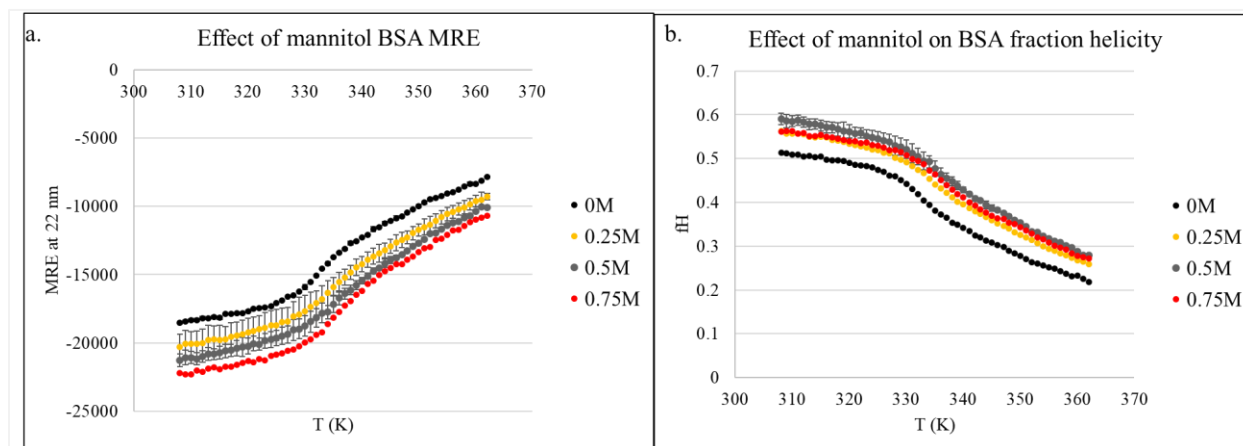 a.
Effect of mannitol BSA MRE
0
300
310
320
330
340
350
360
370
-5000
-10000
-15000
-20000
-25000
MRE at 22 nm
T (K)
0M
0.25M
0.5M
0.75M
b.
Effect of mannitol on BSA fraction helicity
0.7
0.6
0.5
0.4
0.3
0.2
0.1
0
fH
300
310
320
330
340
350
360
370
T (K)
0M
0.25M
0.5M
0.75M